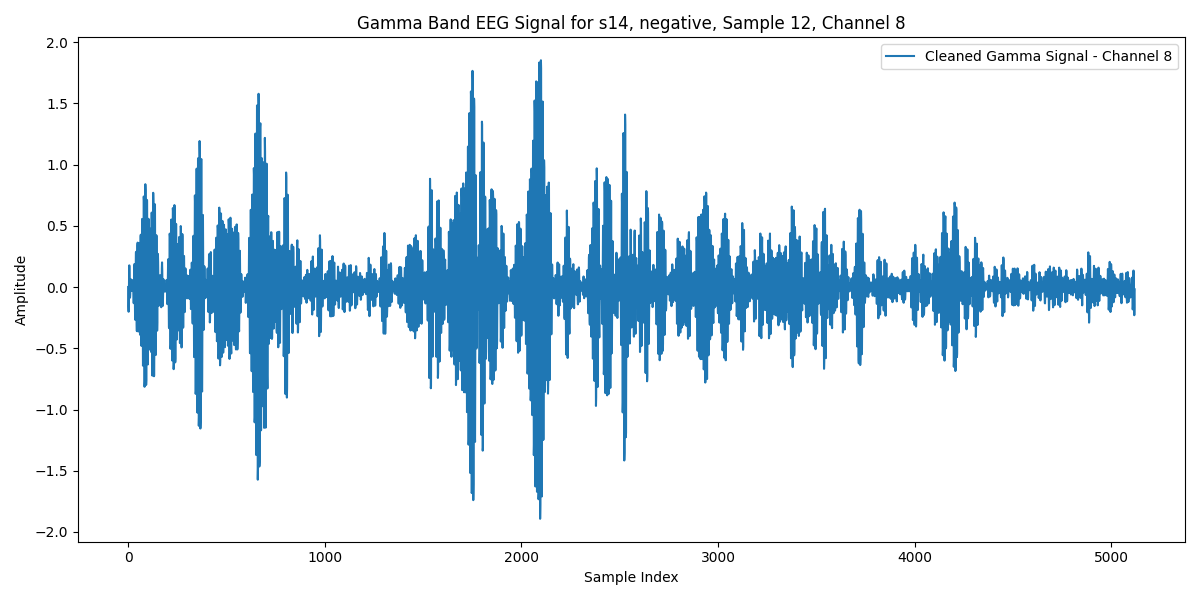 Gamma Band EEG Signal for s14, negative, Sample 12, Channel 8
Cleaned Gamma Signal - Channel 8
2.0
1.5
1.0
0.5
0.0
−0.5
−1.0
−1.5
−2.0
Amplitude
0 1000 2000 3000 4000 5000
Sample Index